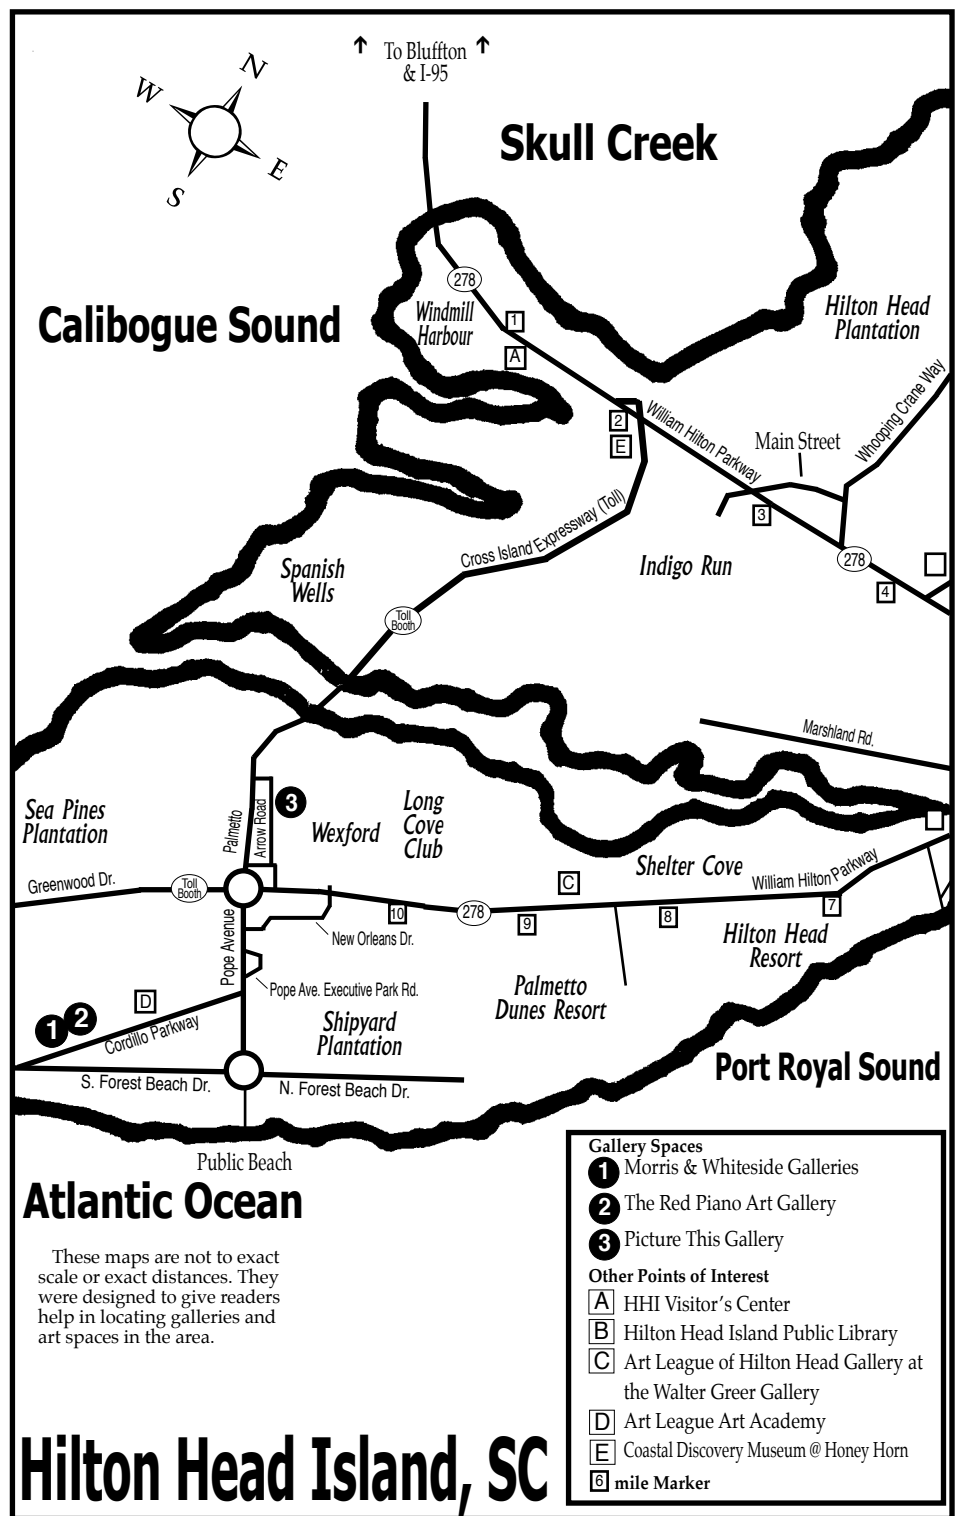 To Bluffton
& I-95
N
W
E
S
Skull Creek
278
Calibogue Sound
Windmill
Harbour
1
A
Hilton Head
Plantation
Whooping Crane Way
2
E
William Hilton Parkway
Main Street
3
Cross Island Expressway (Toll)
278
4
Indigo Run
Spanish
Wells
Toll
Booth
Marshland Rd.
Sea Pines
Plantation
Palmetto
Arrow Road
3
Wexford
Long
Cove
Club
Shelter Cove
C
William Hilton Parkway
Greenwood Dr.
Toll
Booth
10
278
9
8
7
New Orleans Dr.
Pope Avenue
Hilton Head
Resort
Pope Ave. Executive Park Rd.
Palmetto
Dunes Resort
D
1
2
Cordillo Parkway
Shipyard
Plantation
Port Royal Sound
S. Forest Beach Dr.
N. Forest Beach Dr.
Public Beach
Atlantic Ocean
These maps are not to exact
scale or exact distances. They
were designed to give readers
help in locating galleries and
art spaces in the area.
Gallery Spaces
1 Morris & Whiteside Galleries
2 The Red Piano Art Gallery
3 Picture This Gallery
Other Points of Interest
A HHI Visitor's Center
B Hilton Head Island Public Library
C Art League of Hilton Head Gallery at
the Walter Greer Gallery
D Art League Art Academy
E Coastal Discovery Museum @ Honey Horn
6 mile Marker
Hilton Head Island, SC